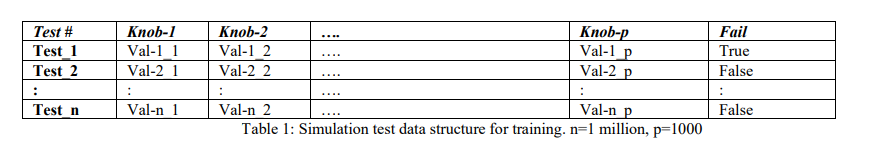 Test # Knob-1 Knob-2 .... Knob-p Fail
Test_1 Val-1_1 Val-1_2 .... Val-1_p True
Test_2 Val-2_1 Val-2_2 .... Val-2_p False
: : : .... : :
Test_n Val-n_1 Val-n_2 .... Val-n_p False
Table 1: Simulation test data structure for training. n=1 million, p=1000